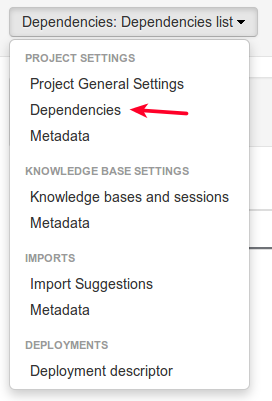 Dependencies: Dependencies list
PROJECT SETTINGS
Project General Settings
Dependencies
Metadata
KNOWLEDGE BASE SETTINGS
Knowledge bases and sessions
Metadata
IMPORTS
Import Suggestions
Metadata
DEPLOYMENTS
Deployment descriptor